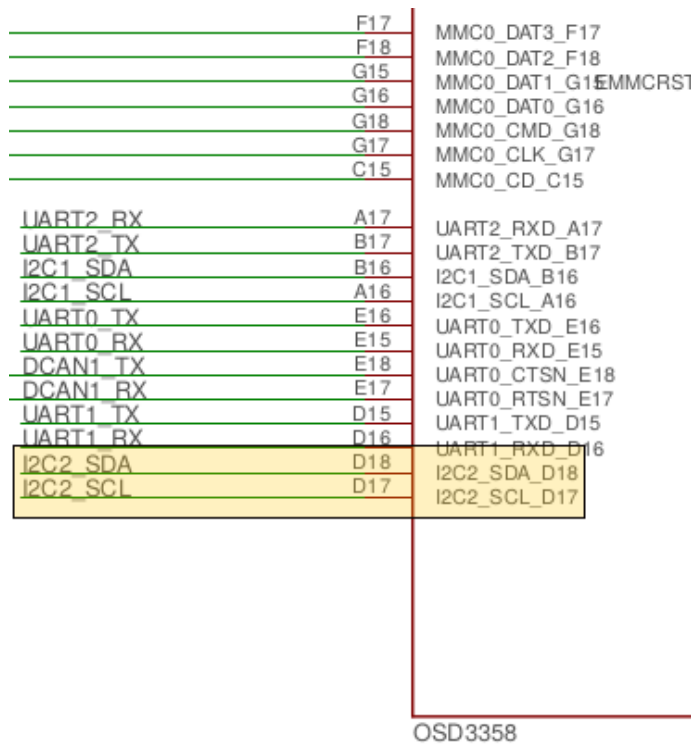 F17 MMC0_DAT3_F17
F18 MMC0_DAT2_F18
G15 MMC0_DAT1_G15 EMMCRST
G16 MMC0_DAT0_G16
G18 MMC0_CMD_G18
G17 MMC0_CLK_G17
C15 MMC0_CD_C15
UART2_RX A17 UART2_RXD_A17
UART2_TX B17 UART2_TXD_B17
I2C1_SDA B16 I2C1_SDA_B16
I2C1_SCL A16 I2C1_SCL_A16
UART0_TX E16 UART0_TXD_E16
UART0_RX E15 UART0_RXD_E15
DCAN1_TX E18 UART0_CTSN_E18
DCAN1_RX E17 UART0_RTSN_E17
UART1_TX D15 UART1_TXD_D15
UART1_RX D16 UART1_RXD_D16
I2C2_SDA D18 I2C2_SDA_D18
I2C2_SCL D17 I2C2_SCL_D17
OSD3358